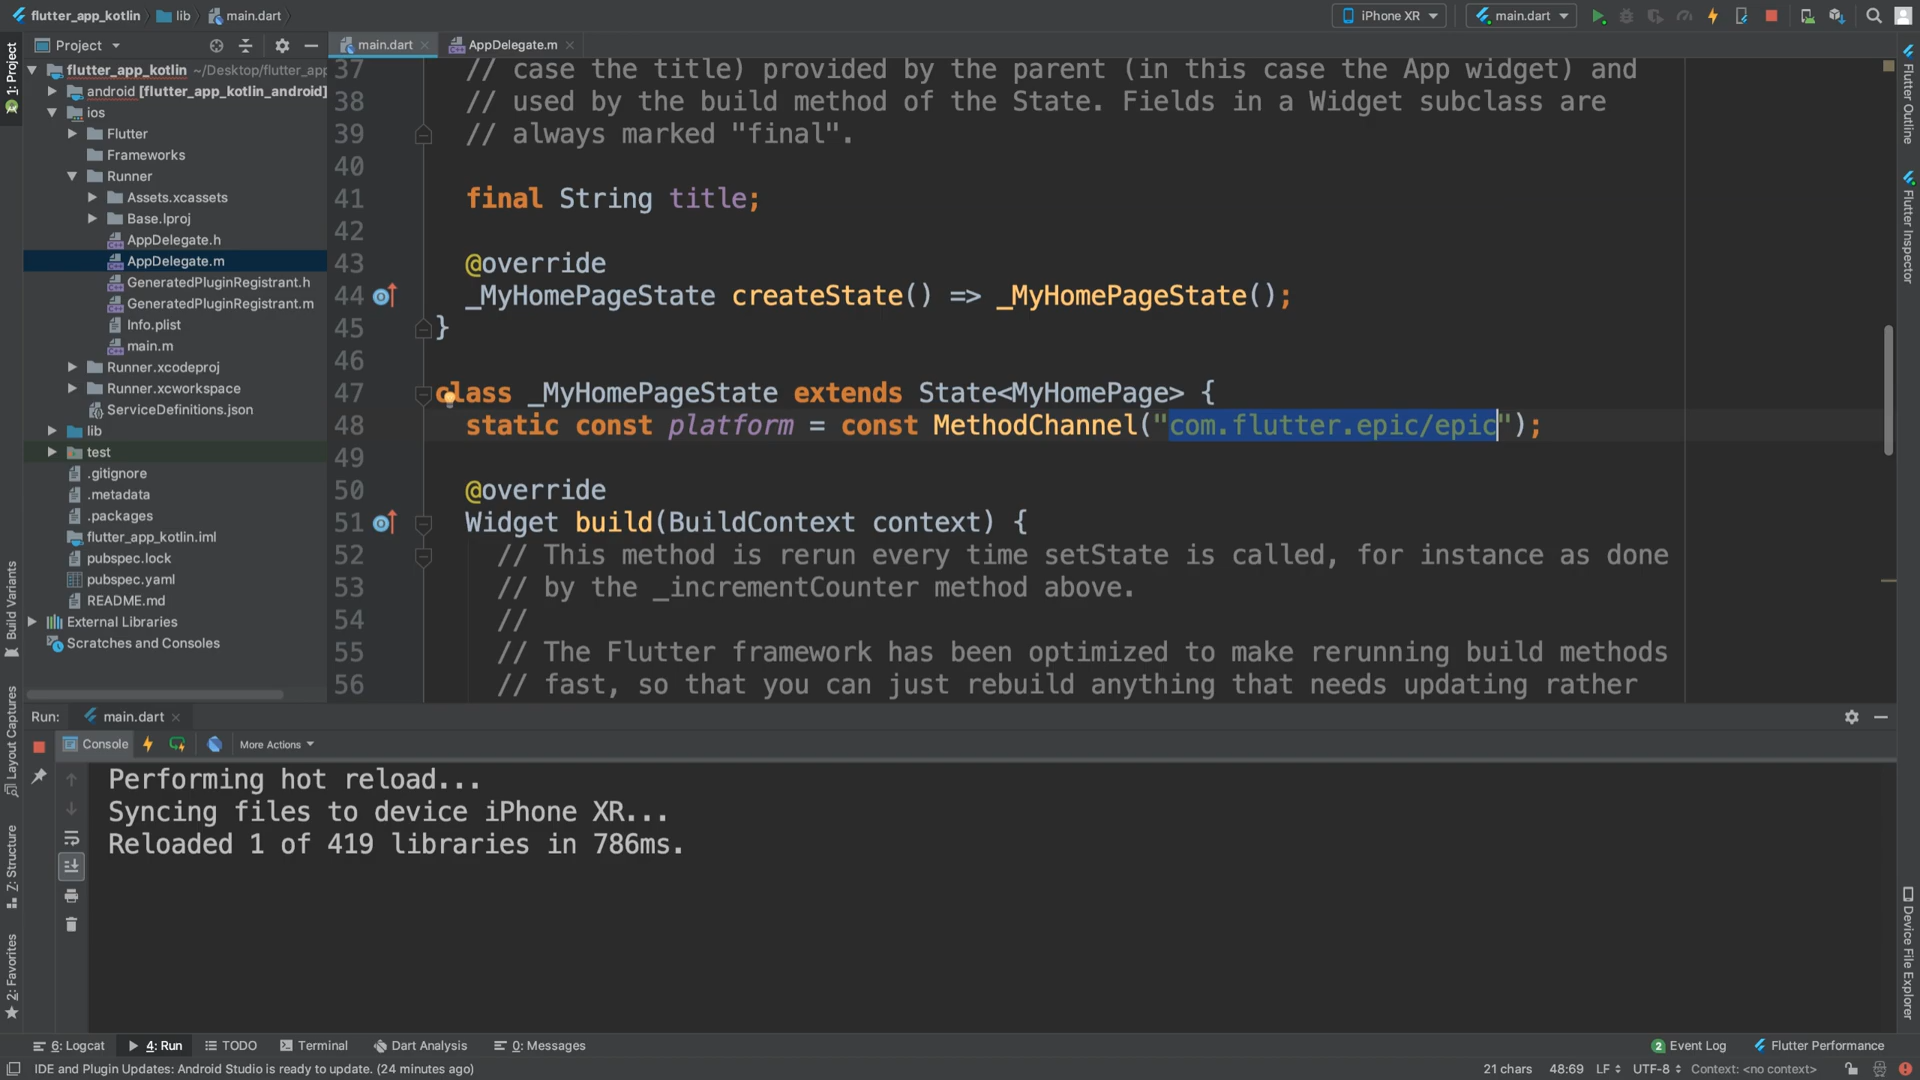 flutter_app_kotlin
lib
main.dart
iPhone XR
main.dart
Project
main.dart
AppDelegate.m
1: Project
flutter_app_kotlin ~/Desktop/flutter_app
android [flutter_app_kotlin_android]
ios
Flutter
Frameworks
Runner
Assets.xcassets
Base.lproj
AppDelegate.h
AppDelegate.m
GeneratedPluginRegistrant.h
GeneratedPluginRegistrant.m
Info.plist
main.m
Runner.xcodeproj
Runner.xcworkspace
ServiceDefinitions.json
lib
test
.gitignore
.metadata
.packages
flutter_app_kotlin.iml
pubspec.lock
pubspec.yaml
README.md
External Libraries
Scratches and Consoles
37 // case the title) provided by the parent (in this case the App widget) and
38 // used by the build method of the State. Fields in a Widget subclass are
39 // always marked "final".
40
41 final String title;
42
43 @override
44 _MyHomePageState createState() => _MyHomePageState();
45 }
46
47 class _MyHomePageState extends State<MyHomePage> {
48 static const platform = const MethodChannel("com.flutter.epic/epic");
49
50 @override
51 Widget build(BuildContext context) {
52 // This method is rerun every time setState is called, for instance as done
53 // by the _incrementCounter method above.
54 //
55 // The Flutter framework has been optimized to make rerunning build methods
56 // fast, so that you can just rebuild anything that needs updating rather
Flutter Outline
Flutter Inspector
Device File Explorer
Build Variants
Layout Captures
Z: Structure
2: Favorites
Run:
main.dart
Console
More Actions
Performing hot reload...
Syncing files to device iPhone XR...
Reloaded 1 of 419 libraries in 786ms.
6: Logcat
4: Run
TODO
Terminal
Dart Analysis
0: Messages
2 Event Log
Flutter Performance
IDE and Plugin Updates: Android Studio is ready to update. (24 minutes ago)
21 chars
48:69
LF
UTF-8
Context: <no context>